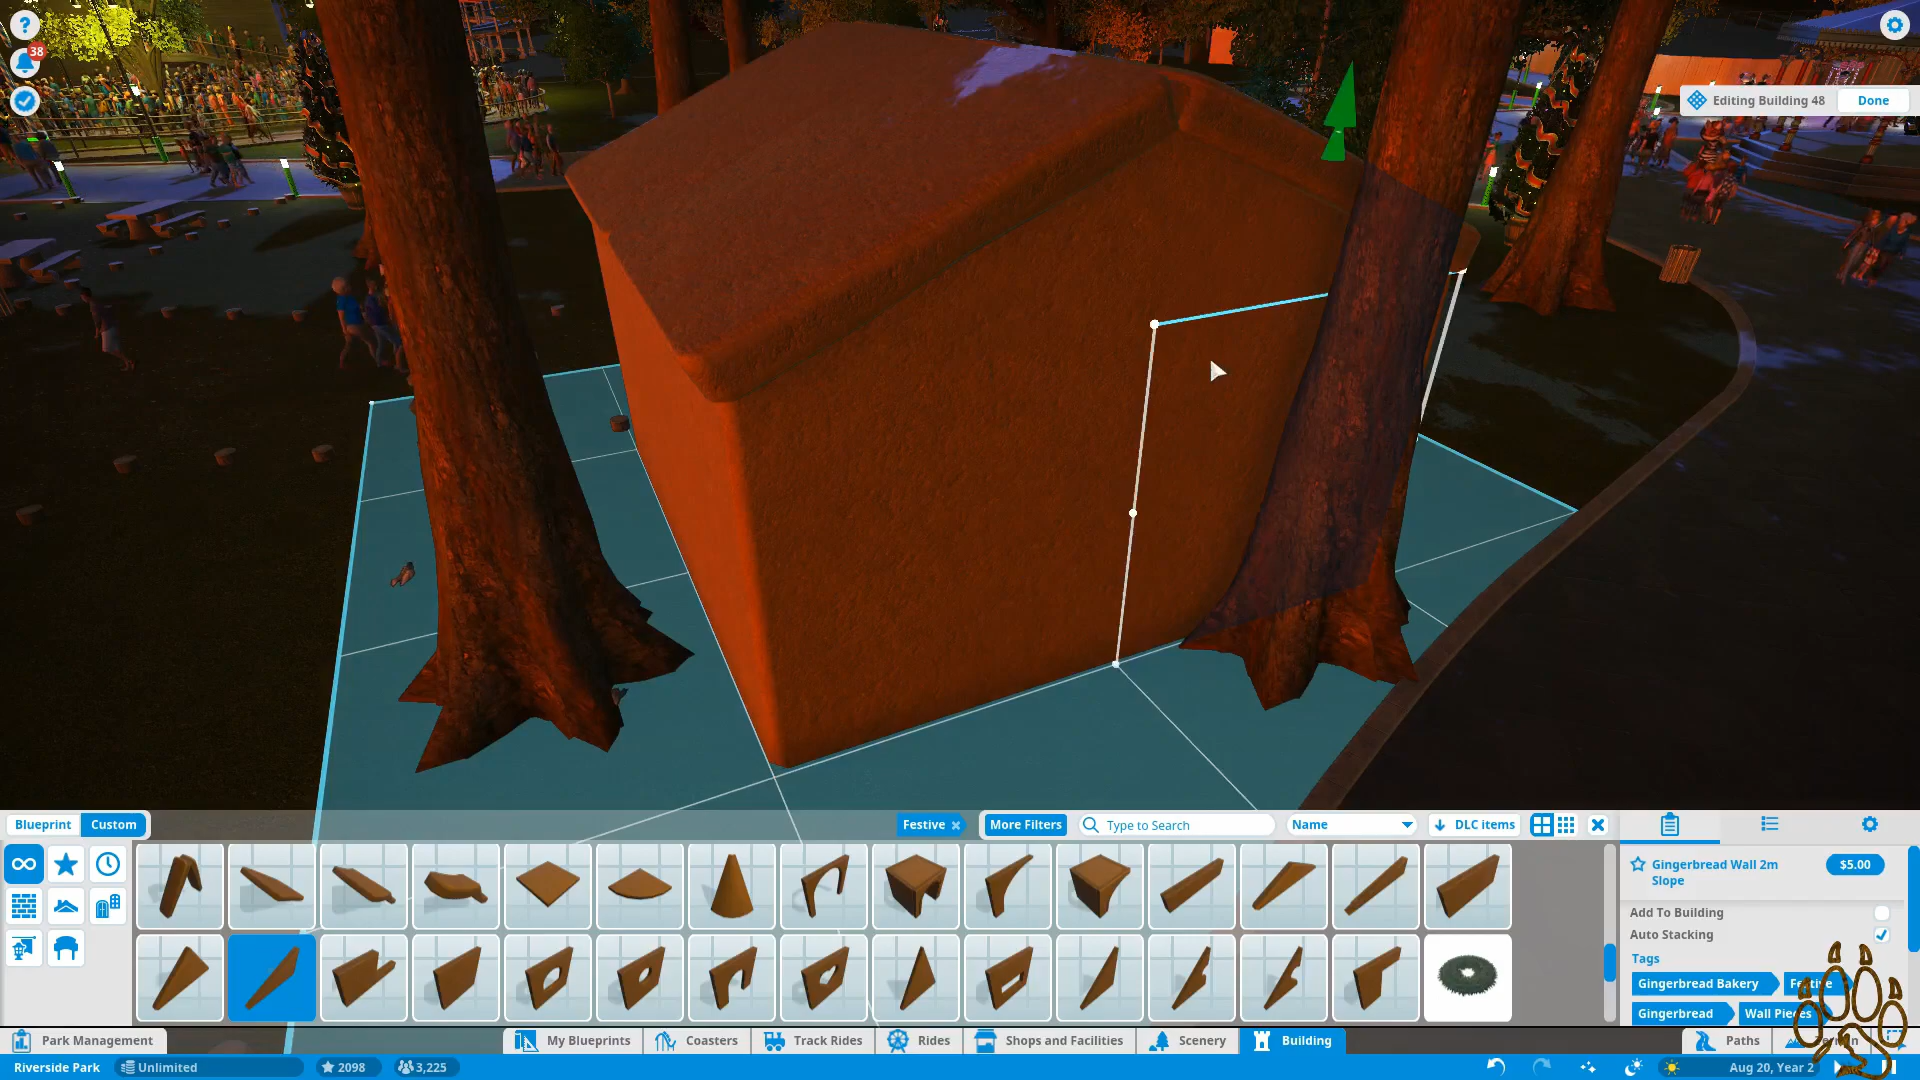 ?
38
Editing Building 48 Done
Blueprint Custom
Festive × More Filters Type to Search Name DLC items
Gingerbread Wall 2m Slope $5.00
Add To Building
Auto Stacking
Tags
Gingerbread Bakery
Gingerbread Wall Pieces
Park Management My Blueprints Coasters Track Rides Rides Shops and Facilities Scenery Building Paths
Riverside Park Unlimited 2098 3,225 Aug 20, Year 2